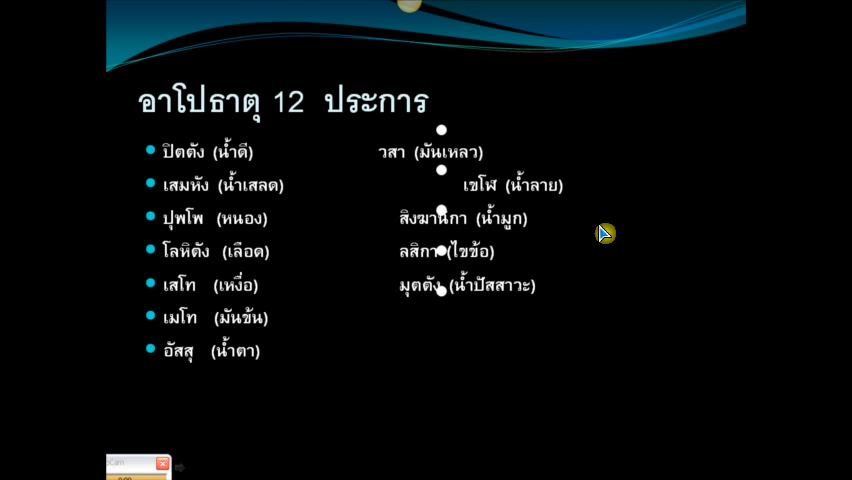 อาโปธาตุ 12 ประการ
ปิตตัง (น้ำดี) วสา (มันเหลว)
เสมหัง (น้ำเสลด) เขโฬ (น้ำลาย)
ปุพโพ (หนอง) สิงฆานิกา (น้ำมูก)
โลหิตัง (เลือด) ลสิกา (ไขข้อ)
เสโท (เหงื่อ) มุตตัง (น้ำปัสสาวะ)
เมโท (มันข้น)
อัสสุ (น้ำตา)